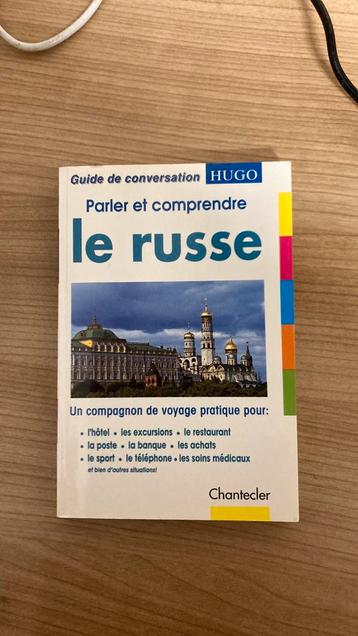 Guide de conversation HUGO
Parler et comprendre
le russe
Un compagnon de voyage pratique pour:
• l'hôtel • les excursions • le restaurant
• la poste • la banque • les achats
• le sport • le téléphone • les soins médicaux
et bien d'autres situations!
Chantecler